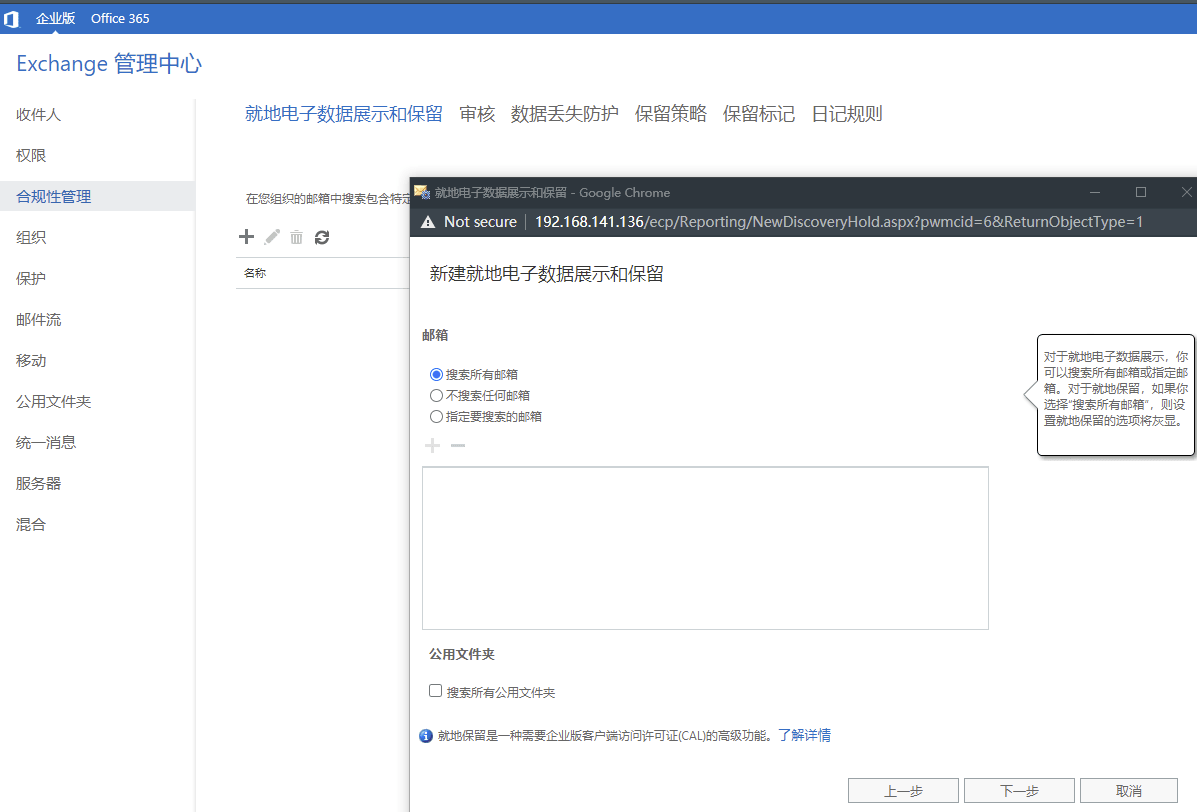 企业版 Office 365
Exchange 管理中心
收件人
权限
合规性管理
组织
保护
邮件流
移动
公用文件夹
统一消息
服务器
混合
就地电子数据展示和保留 审核 数据丢失防护 保留策略 保留标记 日记规则
在您组织的邮箱中搜索包含特定
名称
就地电子数据展示和保留 - Google Chrome
Not secure 192.168.141.136/ecp/Reporting/NewDiscoveryHold.aspx?pwmcid=6&ReturnObjectType=1
新建就地电子数据展示和保留
邮箱
搜索所有邮箱
不搜索任何邮箱
指定要搜索的邮箱
对于就地电子数据展示，你
可以搜索所有邮箱或指定邮
箱。对于就地保留，如果你
选择"搜索所有邮箱"，则设
置就地保留的选项将灰显。
公用文件夹
搜索所有公用文件夹
就地保留是一种需要企业版客户端访问许可证(CAL)的高级功能。了解详情
上一步 下一步 取消